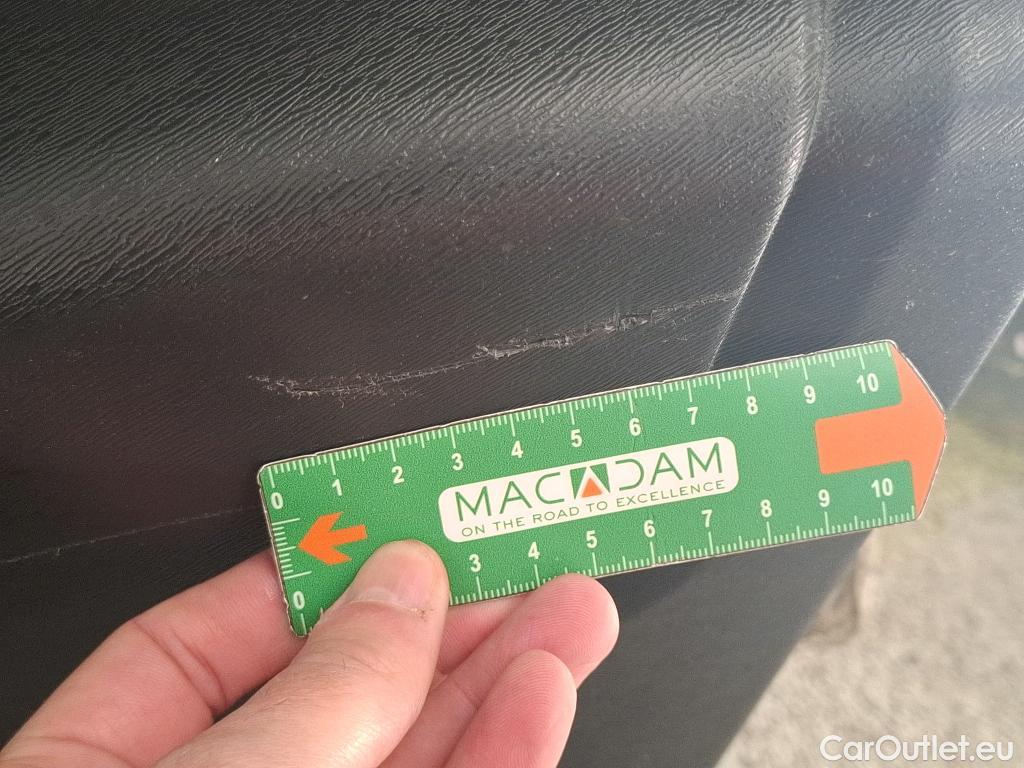 0 1 2 3 4 5 6 7 8 9 10
MACADAM
ON THE ROAD TO EXCELLENCE
0 3 4 5 6 7 8 9 10
CarOutlet.eu